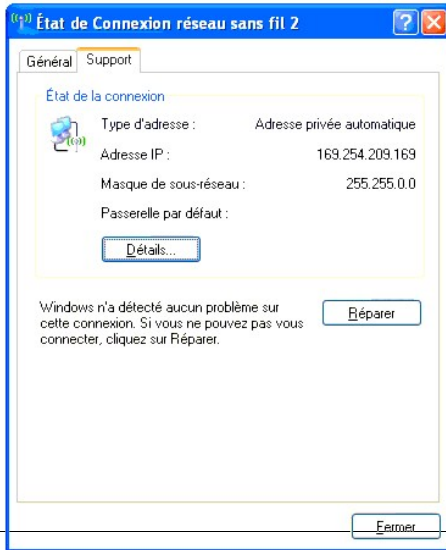 État de Connexion réseau sans fil 2
Général Support
État de la connexion
Type d'adresse : Adresse privée automatique
Adresse IP : 169.254.209.169
Masque de sous-réseau : 255.255.0.0
Passerelle par défaut :
Détails...
Windows n'a détecté aucun problème sur
cette connexion. Si vous ne pouvez pas vous
connecter, cliquez sur Réparer.
Réparer
Fermer